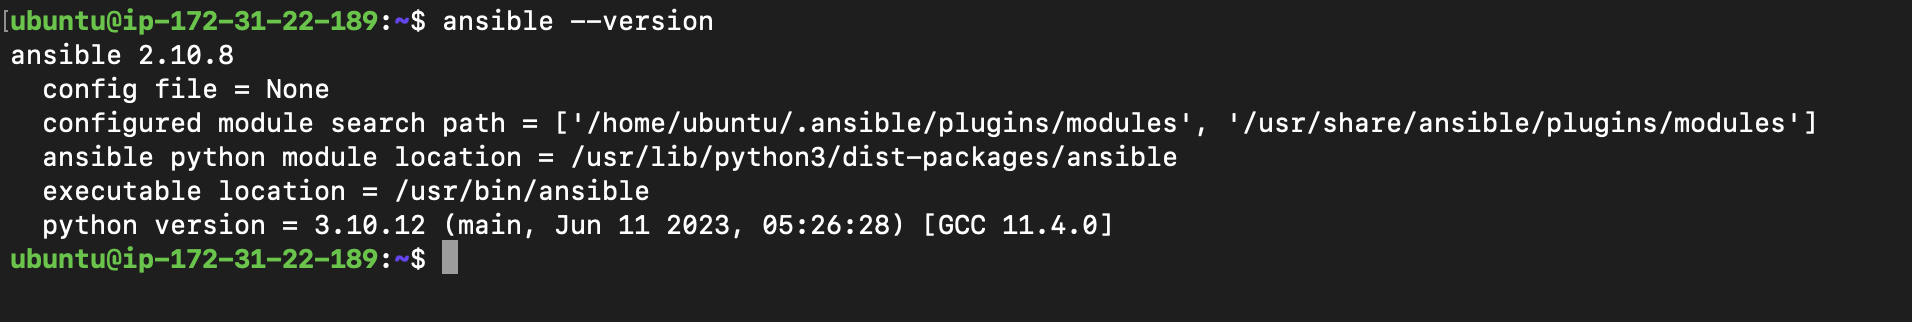 [ubuntu@ip-172-31-22-189:~$ ansible --version
ansible 2.10.8
  config file = None
  configured module search path = ['/home/ubuntu/.ansible/plugins/modules', '/usr/share/ansible/plugins/modules']
  ansible python module location = /usr/lib/python3/dist-packages/ansible
  executable location = /usr/bin/ansible
  python version = 3.10.12 (main, Jun 11 2023, 05:26:28) [GCC 11.4.0]
ubuntu@ip-172-31-22-189:~$